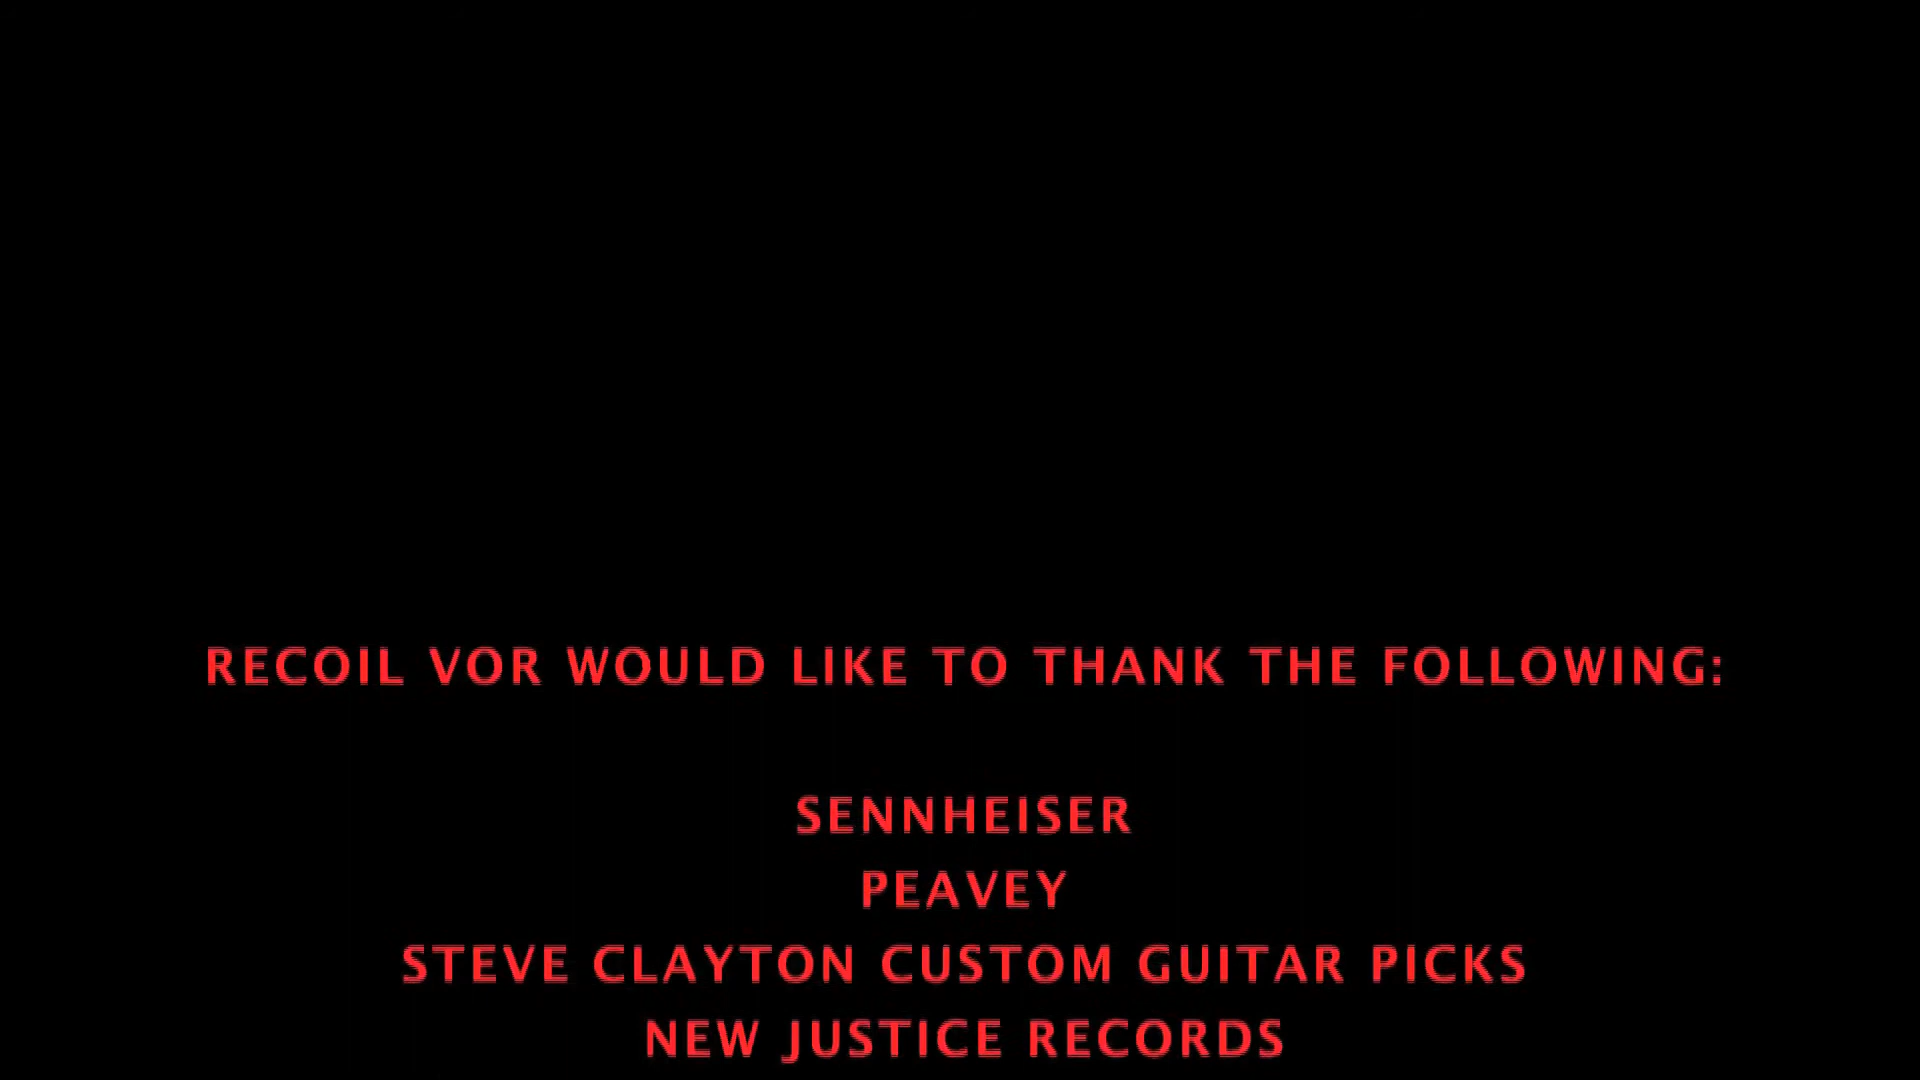 RECOIL VOR WOULD LIKE TO THANK THE FOLLOWING:
SENNHEISER
PEAVEY
STEVE CLAYTON CUSTOM GUITAR PICKS
NEW JUSTICE RECORDS